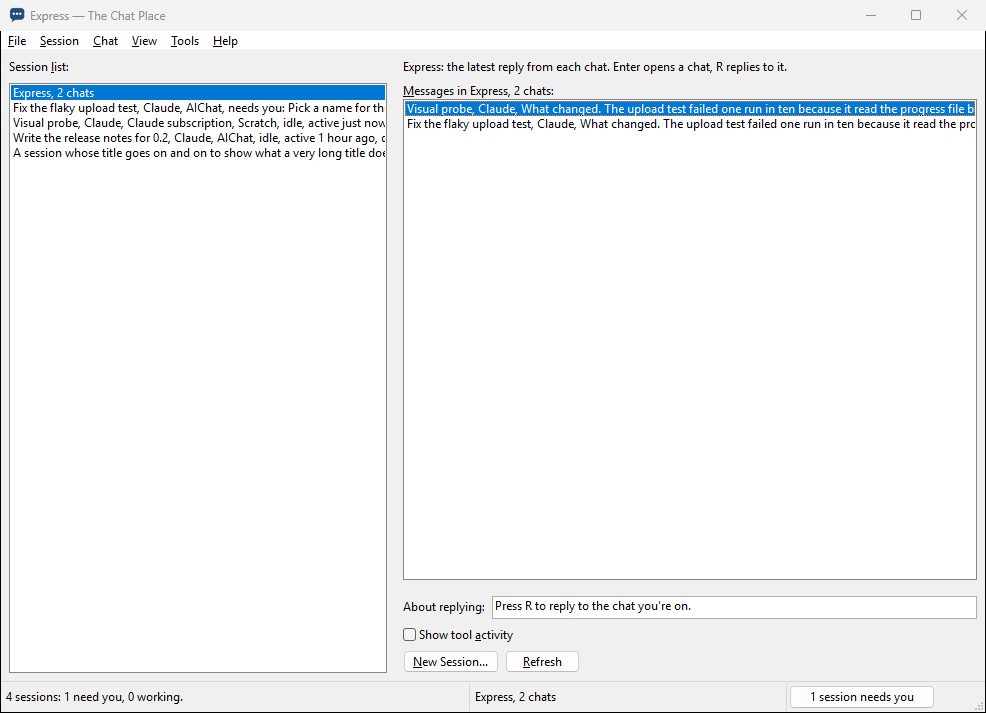 Express — The Chat Place
File Session Chat View Tools Help
Session list:
Express, 2 chats
Fix the flaky upload test, Claude, AIChat, needs you: Pick a name for th
Visual probe, Claude, Claude subscription, Scratch, idle, active just now
Write the release notes for 0.2, Claude, AIChat, idle, active 1 hour ago, c
A session whose title goes on and on to show what a very long title doe
Express: the latest reply from each chat. Enter opens a chat, R replies to it.
Messages in Express, 2 chats:
Visual probe, Claude, What changed. The upload test failed one run in ten because it read the progress file b
Fix the flaky upload test, Claude, What changed. The upload test failed one run in ten because it read the pro
About replying: Press R to reply to the chat you're on.
Show tool activity
New Session... Refresh
4 sessions: 1 need you, 0 working. Express, 2 chats 1 session needs you